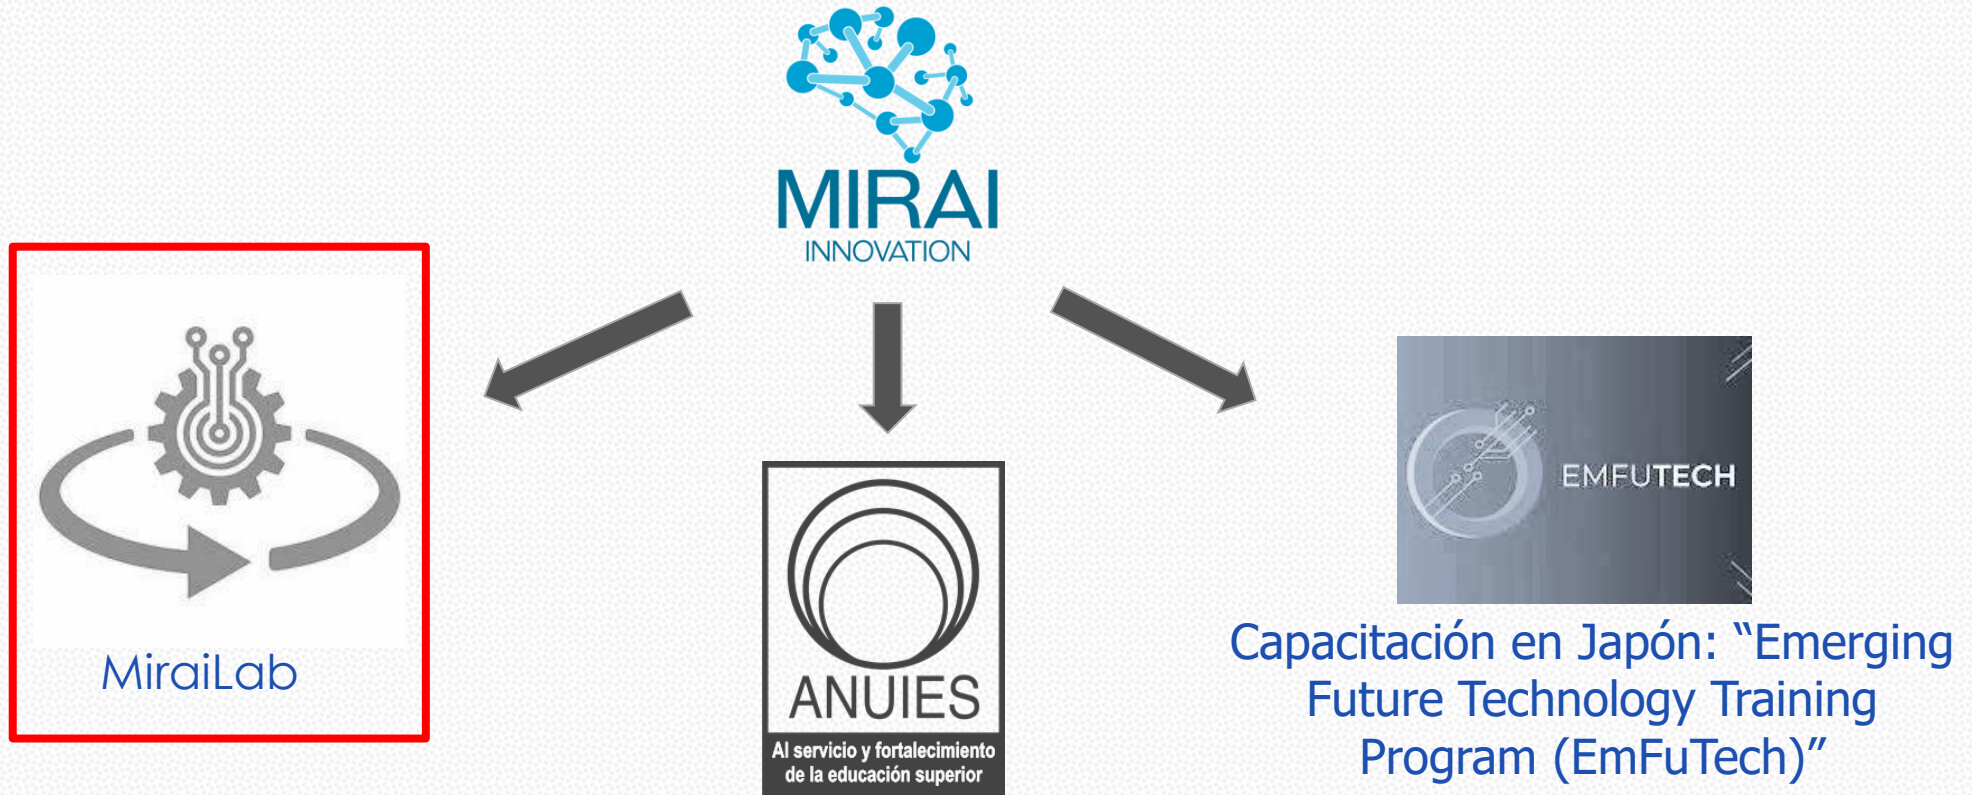 MIRAI
INNOVATION
MiraiLab
ANUIES
Al servicio y fortalecimiento
de la educación superior
EMFUTECH
Capacitación en Japón: “Emerging
Future Technology Training
Program (EmFuTech)”